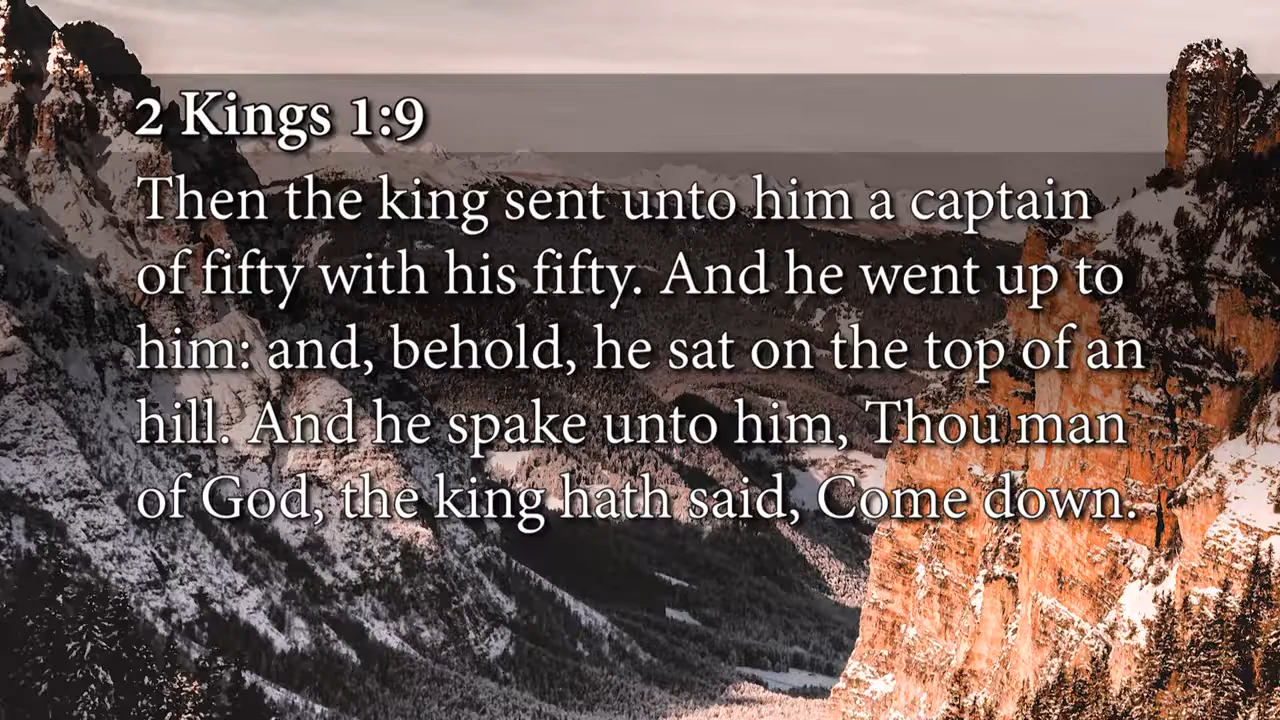 2 Kings 1:9
Then the king sent unto him a captain
of fifty with his fifty. And he went up to
him: and, behold, he sat on the top of an
hill. And he spake unto him, Thou man
of God, the king hath said, Come down.